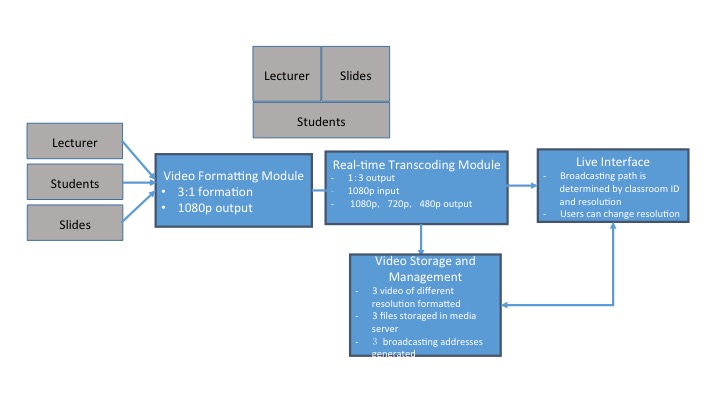 Lecturer
Slides
Students
Lecturer
Students
Slides
Video Formatting Module
• 3:1 formation
• 1080p output
Real-time Transcoding Module
- 1:3 output
- 1080p input
- 1080p, 720p, 480p output
Live Interface
- Broadcasting path is
determined by classroom ID
and resolution
- Users can change resolution
Video Storage and
Management
- 3 video of different
resolution formatted
- 3 files storaged in media
server
- 3 broadcasting addresses
generated